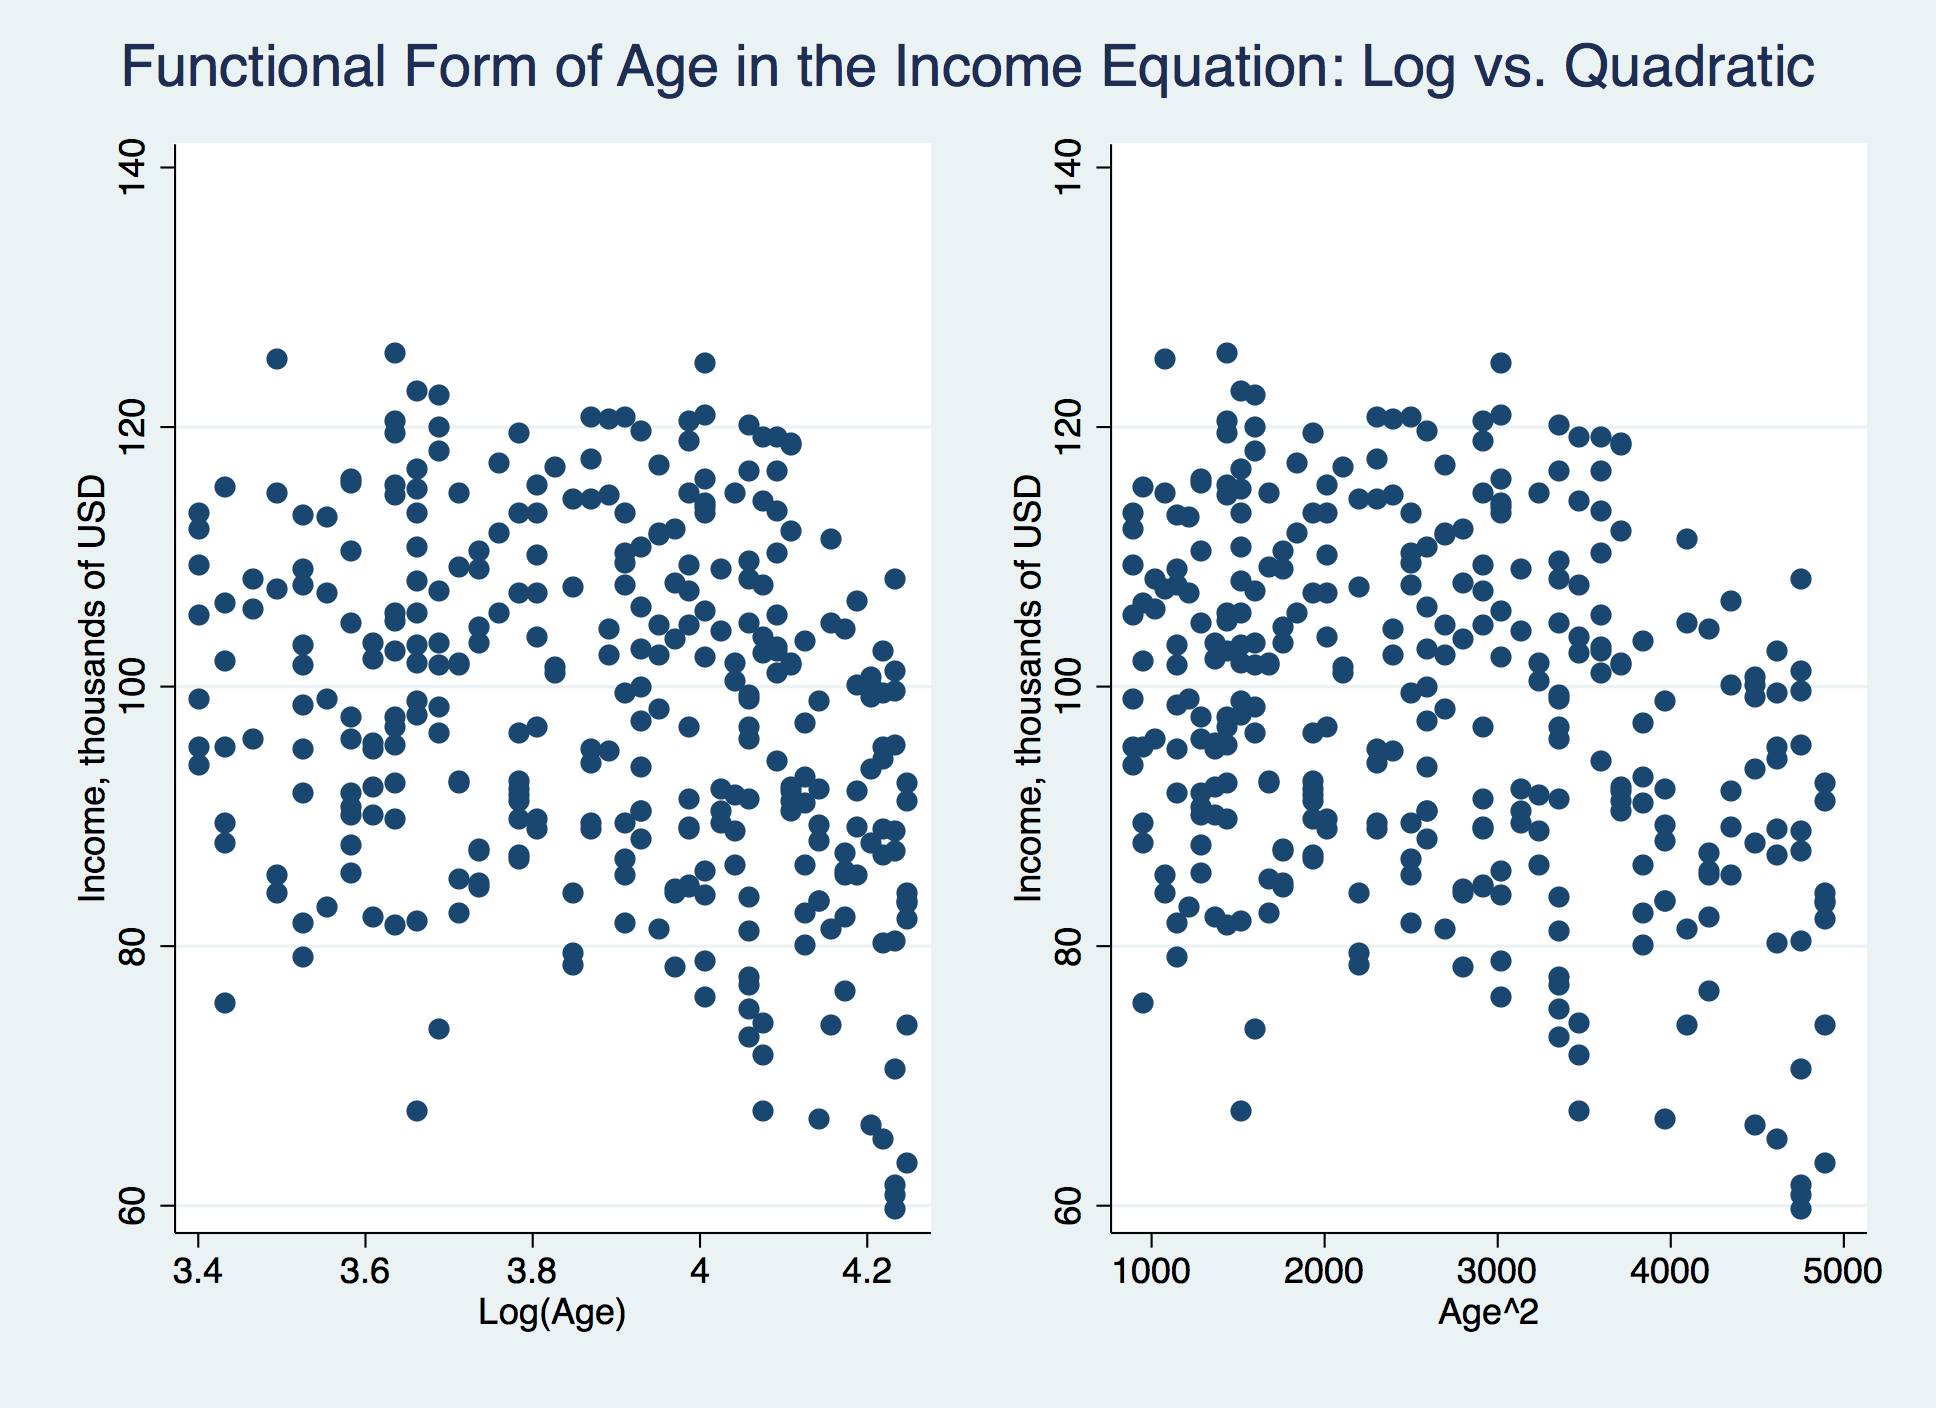 Functional Form of Age in the Income Equation: Log vs. Quadratic
Income, thousands of USD
140
120
100
80
60
3.4 3.6 3.8 4 4.2
Log(Age)
Income, thousands of USD
140
120
100
80
60
1000 2000 3000 4000 5000
Age^2